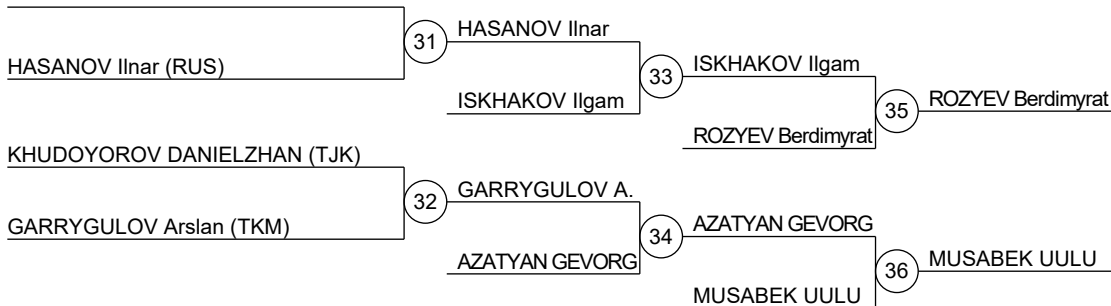 HASANOV Ilnar (RUS)
31
HASANOV Ilnar
ISKHAKOV Ilgam
33
ISKHAKOV Ilgam
ROZYEV Berdimyrat
35
ROZYEV Berdimyrat
KHUDOYOROV DANIELZHAN (TJK)
GARRYGULOV Arslan (TKM)
32
GARRYGULOV A.
AZATYAN GEVORG
34
AZATYAN GEVORG
MUSABEK UULU
36
MUSABEK UULU